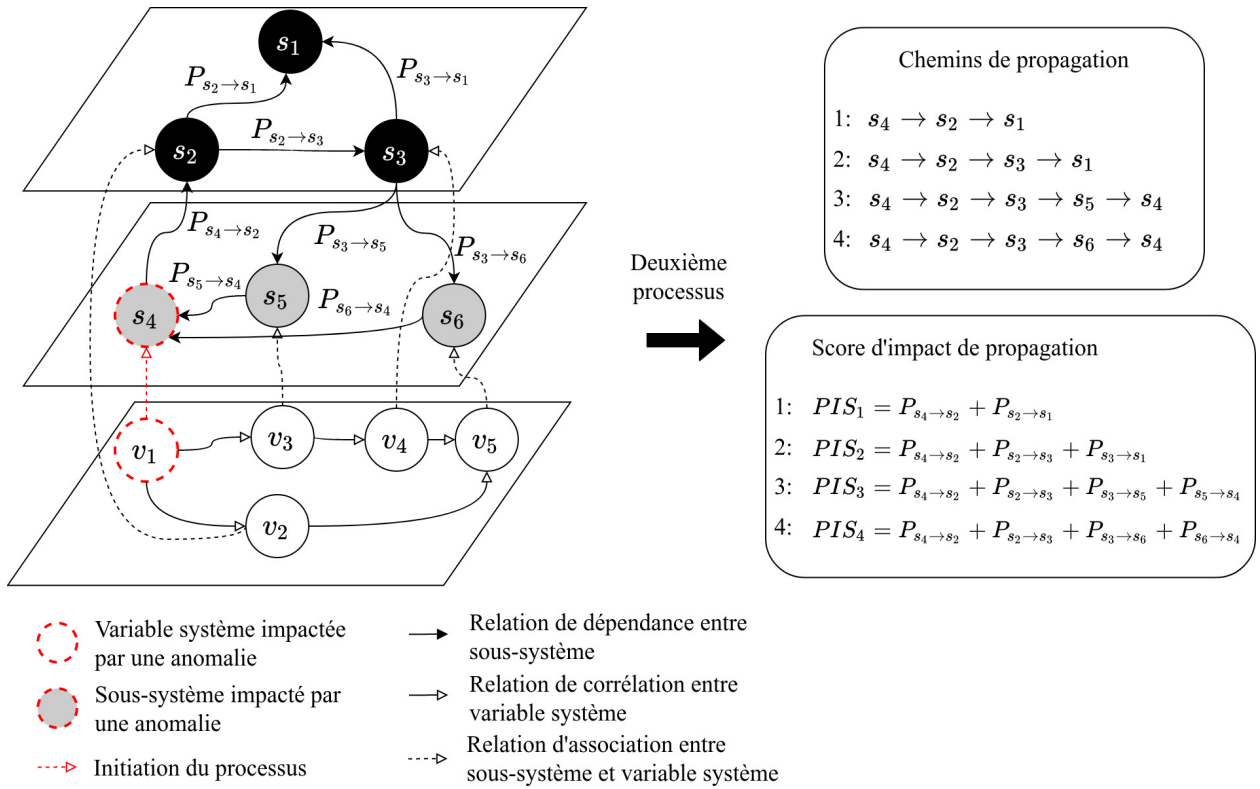 s₁
P_{s₂→s₁}
P_{s₃→s₁}
s₂
P_{s₂→s₃}
s₃
P_{s₄→s₂}
P_{s₃→s₅}
P_{s₃→s₆}
P_{s₅→s₄}
s₅
P_{s₆→s₄}
s₄
s₆
v₁
v₃
v₄
v₅
v₂
Deuxième
processus
Chemins de propagation
1: s₄ → s₂ → s₁
2: s₄ → s₂ → s₃ → s₁
3: s₄ → s₂ → s₃ → s₅ → s₄
4: s₄ → s₂ → s₃ → s₆ → s₄
Score d'impact de propagation
1: PIS₁ = P_{s₄→s₂} + P_{s₂→s₁}
2: PIS₂ = P_{s₄→s₂} + P_{s₂→s₃} + P_{s₃→s₁}
3: PIS₃ = P_{s₄→s₂} + P_{s₂→s₃} + P_{s₃→s₅} + P_{s₅→s₄}
4: PIS₄ = P_{s₄→s₂} + P_{s₂→s₃} + P_{s₃→s₆} + P_{s₆→s₄}
Variable système impactée
par une anomalie
Sous-système impacté par
une anomalie
Initiation du processus
Relation de dépendance entre
sous-système
Relation de corrélation entre
variable système
Relation d'association entre
sous-système et variable système